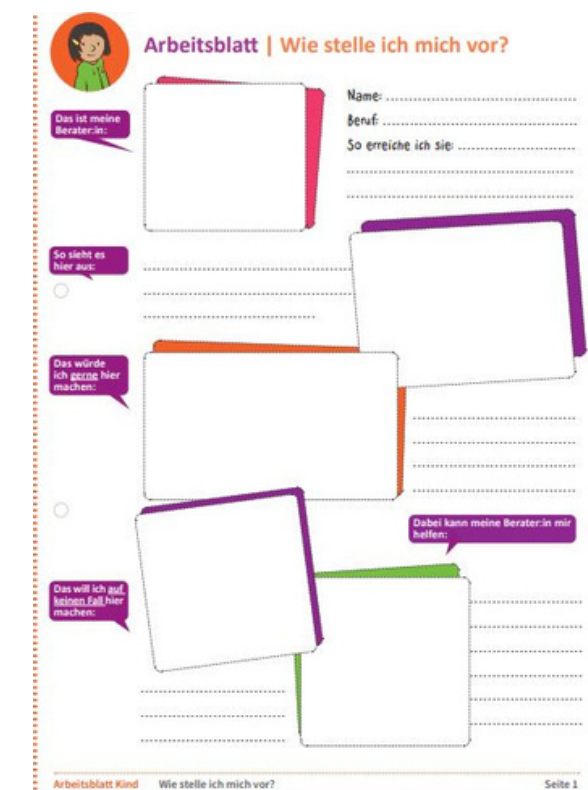 Arbeitsblatt | Wie stelle ich mich vor?
Das ist meine
Berater:in:
Name:
Beruf:
So erreiche ich sie:
So sieht es
hier aus:
Das würde
ich gerne hier
machen:
Dabei kann meine Berater:in mir
helfen:
Das will ich auf
keinen Fall hier
machen:
Arbeitsblatt Kind Wie stelle ich mich vor? Seite 1